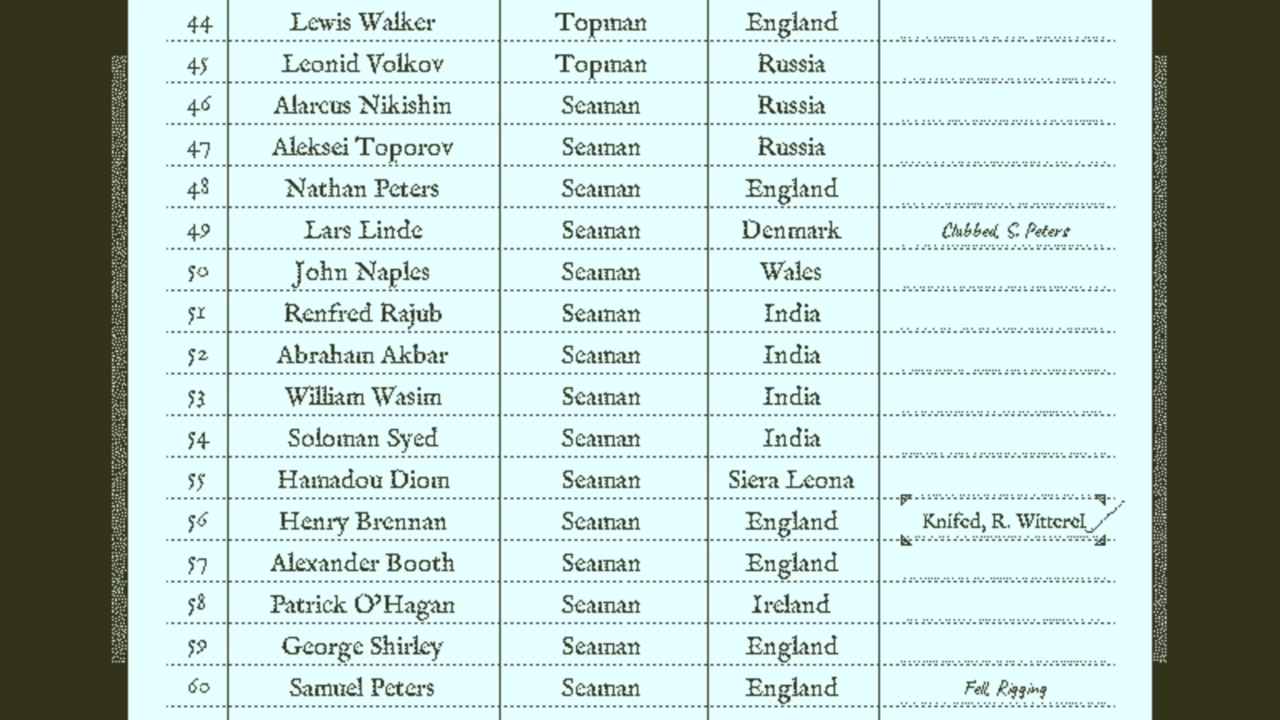 44 Lewis Walker Topman England
45 Leonid Volkov Topman Russia
46 Alarcus Nikishin Seaman Russia
47 Aleksei Toporov Seaman Russia
48 Nathan Peters Seaman England
49 Lars Linde Seaman Denmark Clubbed, S. Peters
50 John Naples Seaman Wales
51 Renfred Rajub Seaman India
52 Abraham Akbar Seaman India
53 William Wasim Seaman India
54 Soloman Syed Seaman India
55 Hamadou Diom Seaman Siera Leona
56 Henry Brennan Seaman England Knifed, R. Witterel
57 Alexander Booth Seaman England
58 Patrick O'Hagan Seaman Ireland
59 George Shirley Seaman England
60 Samuel Peters Seaman England Fell, Rigging